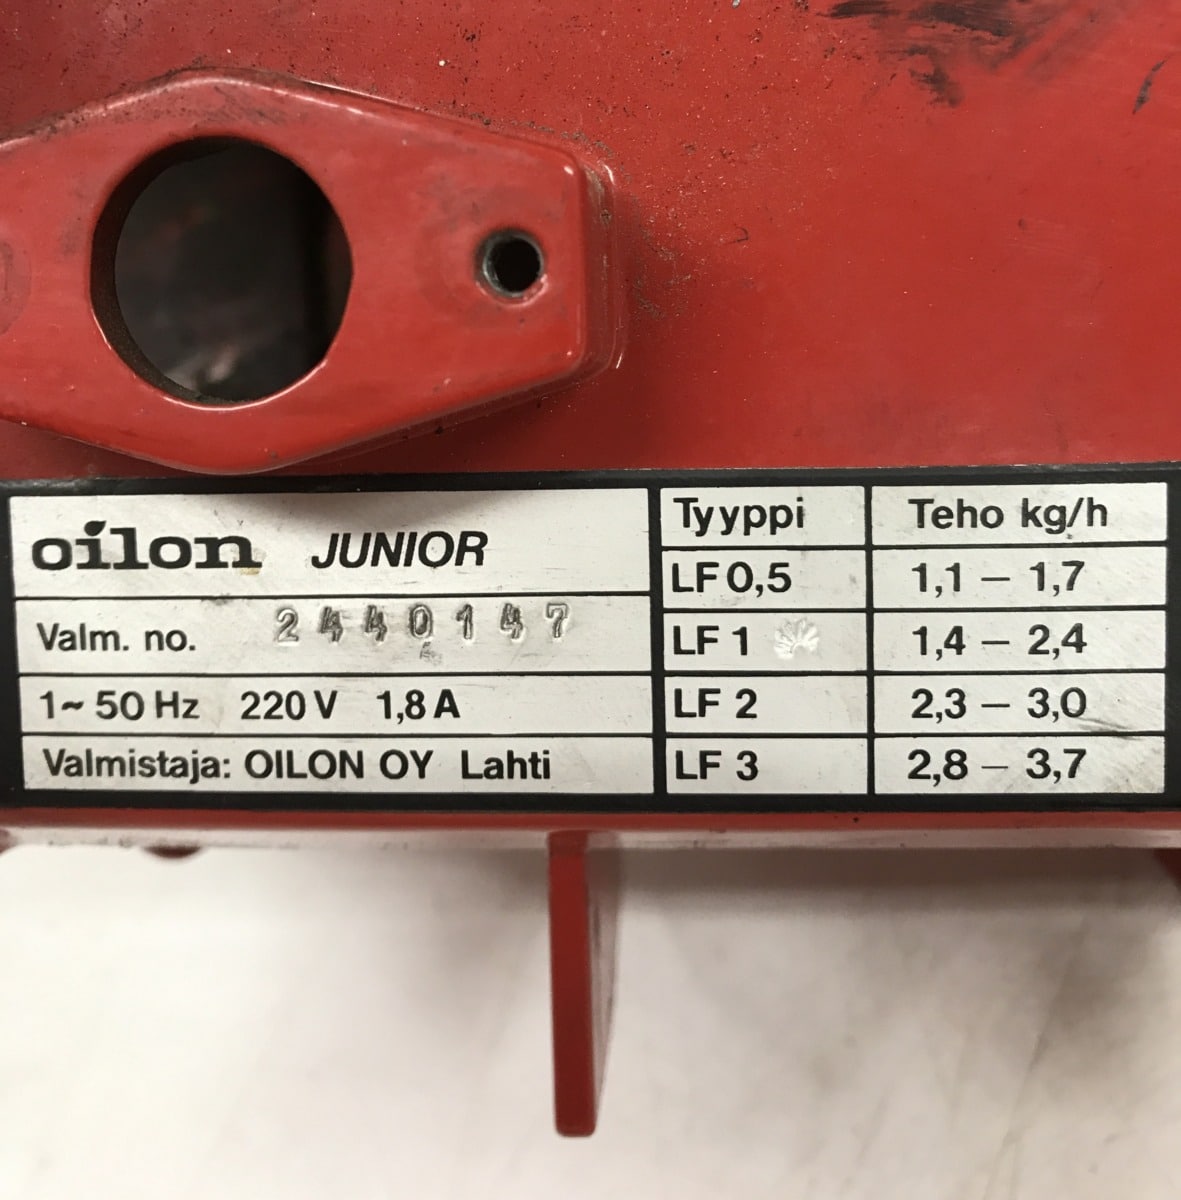 oilon JUNIOR
Valm. no. 2440147
1~ 50 Hz 220 V 1,8 A
Valmistaja: OILON OY Lahti
Tyyppi Teho kg/h
LF 0,5 1,1 – 1,7
LF 1 1,4 – 2,4
LF 2 2,3 – 3,0
LF 3 2,8 – 3,7